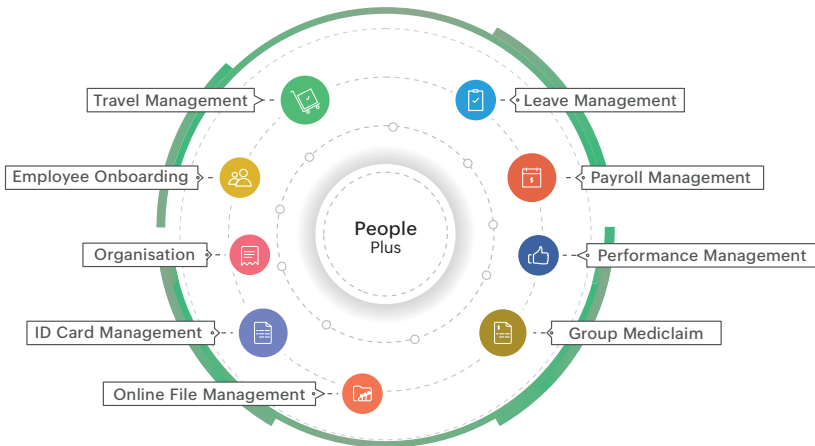 Travel Management
Leave Management
Employee Onboarding
Payroll Management
People
Plus
Organisation
Performance Management
ID Card Management
Group Mediclaim
Online File Management